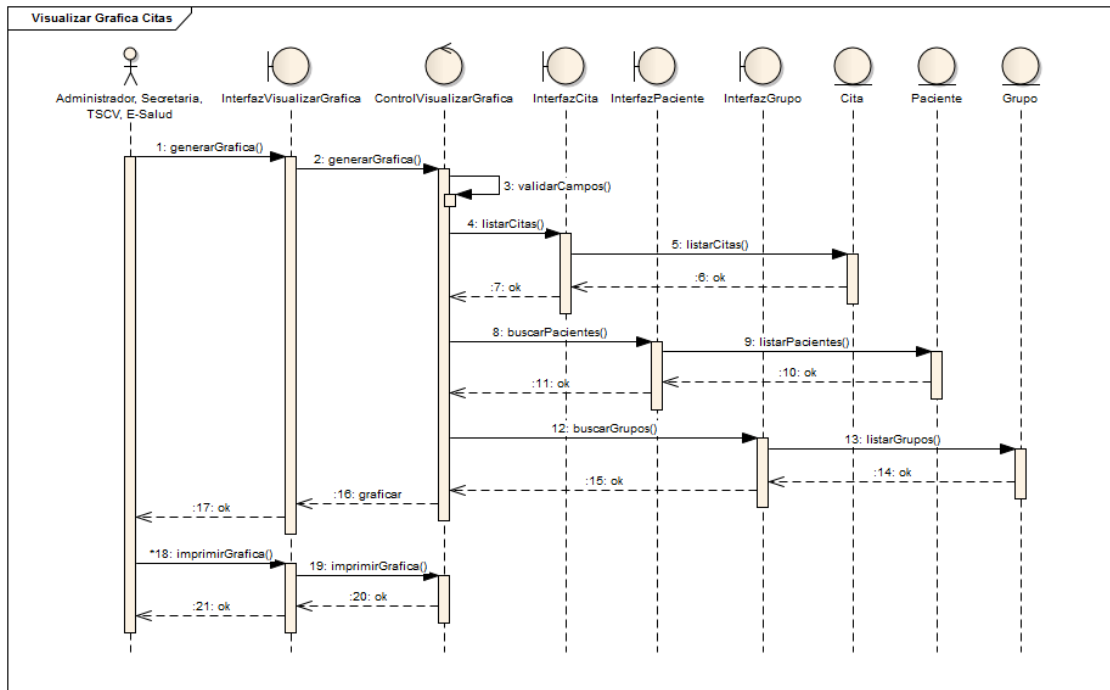 Visualizar Grafica Citas
Administrador, Secretaria,
TSCV, E-Salud
InterfazVisualizarGrafica
ControlVisualizarGrafica
InterfazCita
InterfazPaciente
InterfazGrupo
Cita
Paciente
Grupo
1: generarGrafica()
2: generarGrafica()
3: validarCampos()
4: listarCitas()
5: listarCitas()
:6: ok
:7: ok
8: buscarPacientes()
9: listarPacientes()
:10: ok
:11: ok
12: buscarGrupos()
13: listarGrupos()
:14: ok
:15: ok
:16: graficar
:17: ok
*18: imprimirGrafica()
19: imprimirGrafica()
:20: ok
:21: ok